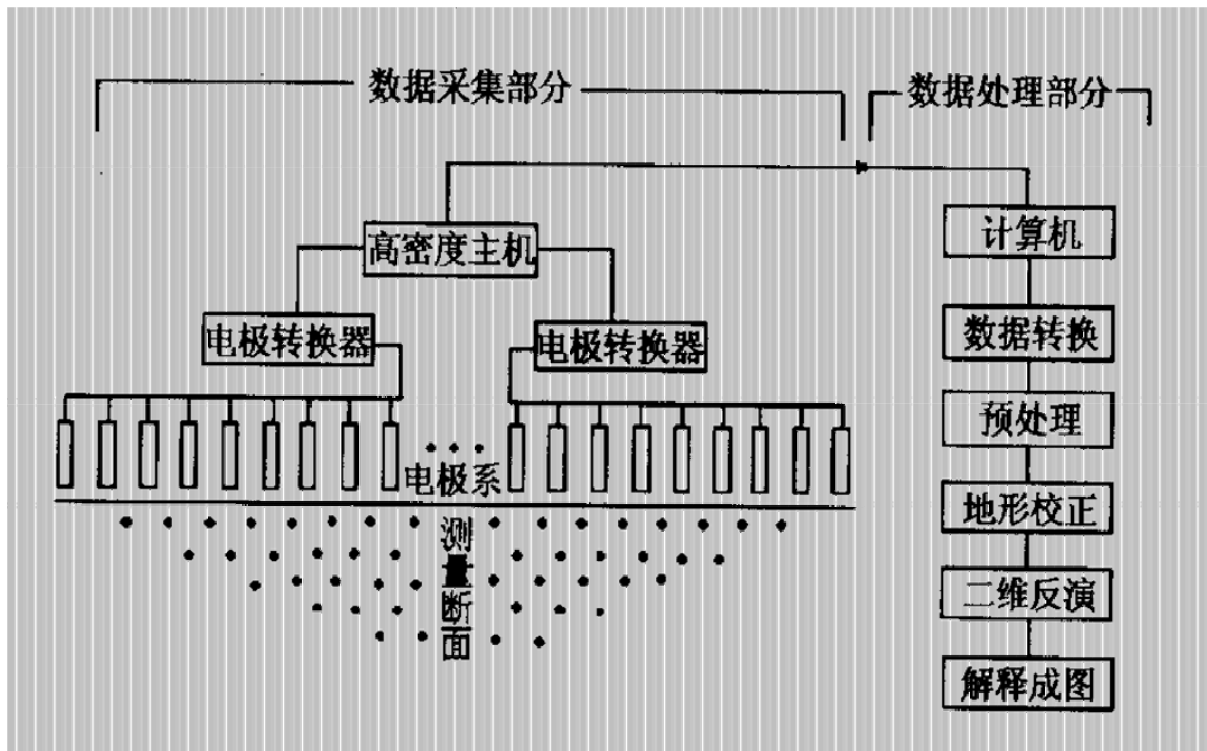 数据采集部分
数据处理部分
高密度主机
计算机
电极转换器
电极转换器
数据转换
预处理
电极系
地形校正
测量断面
二维反演
解释成图